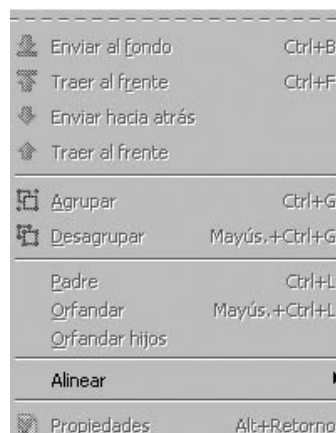 Enviar al fondo Ctrl+B
Traer al frente Ctrl+F
Enviar hacia atrás
Traer al frente
Agrupar Ctrl+G
Desagrupar Mayús.+Ctrl+G
Padre Ctrl+L
Orfandar Mayús.+Ctrl+L
Orfandar hijos
Alinear
Propiedades Alt+Retorno